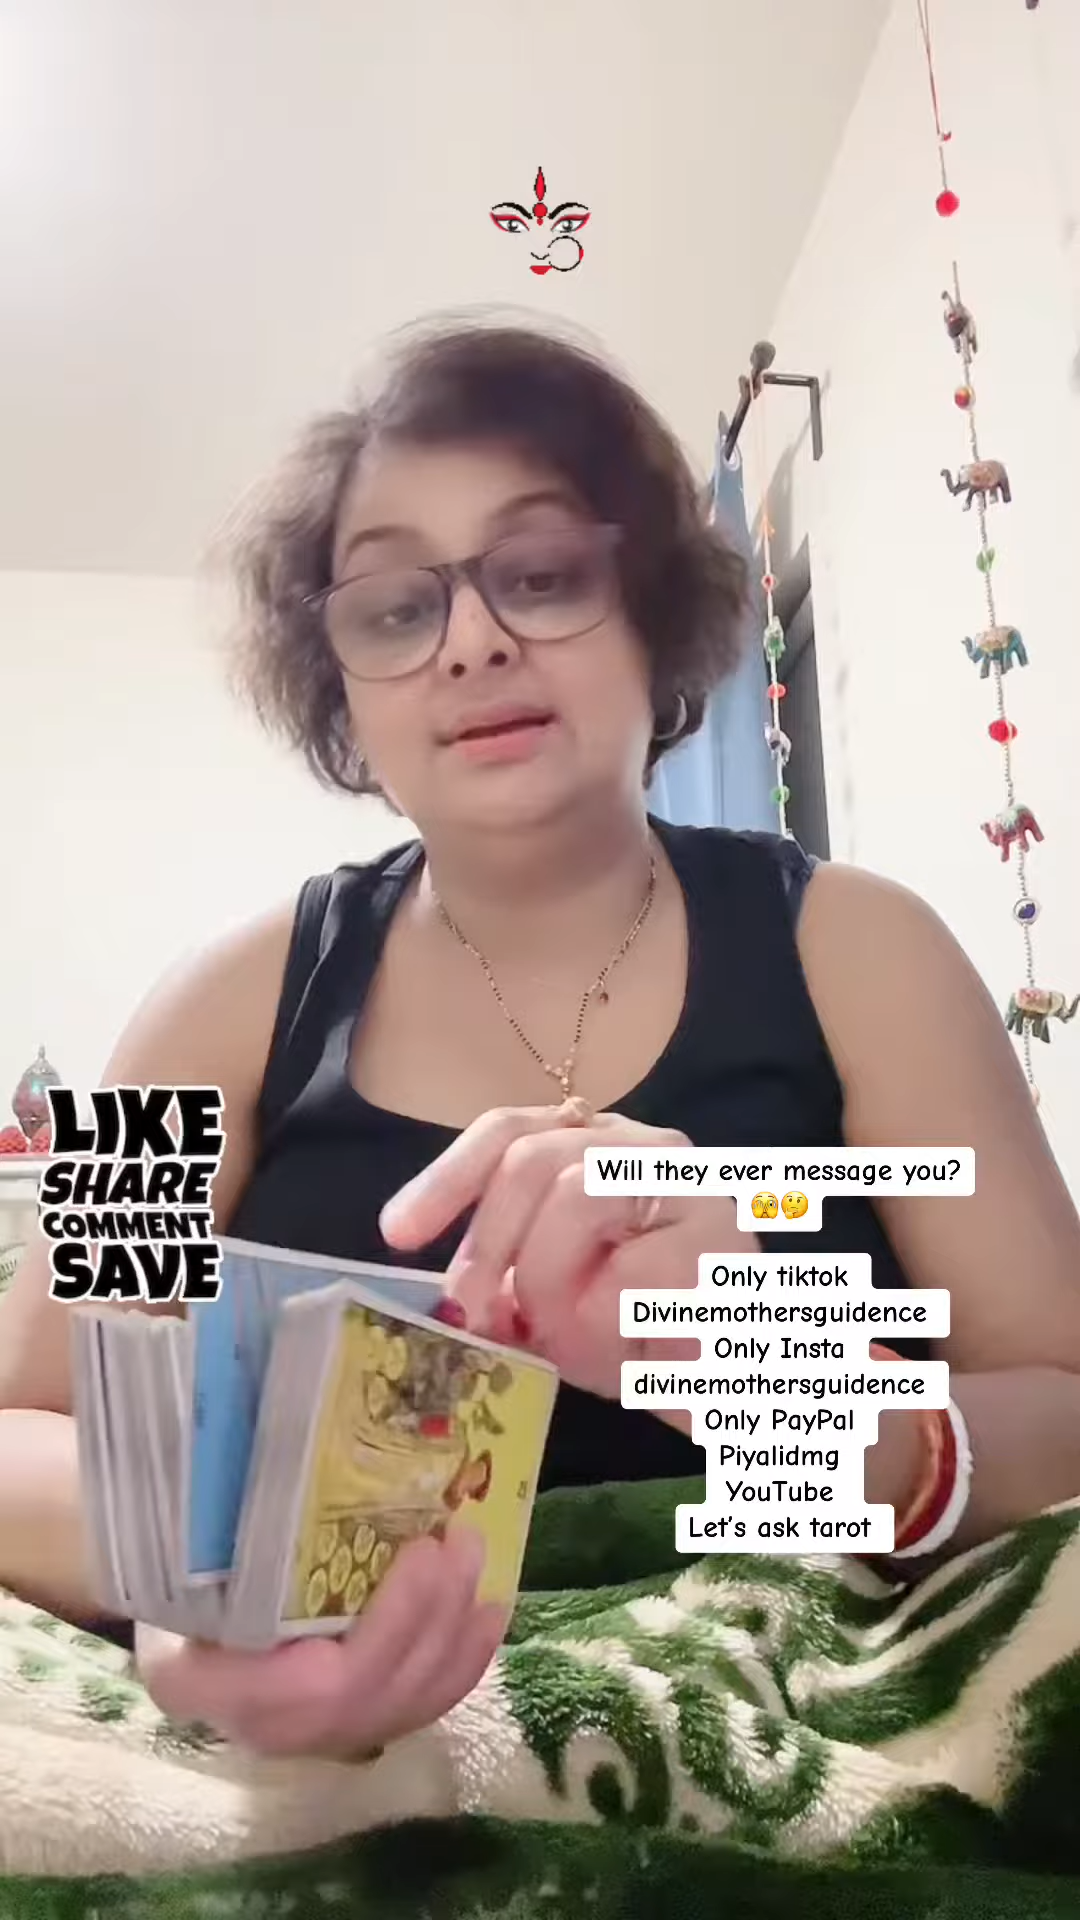 LIKE
SHARE
COMMENT
SAVE
Will they ever message you?
🫣🤔
Only tiktok
Divinemothersguidence
Only Insta
divinemothersguidence
Only PayPal
Piyalidmg
YouTube
Let's ask tarot